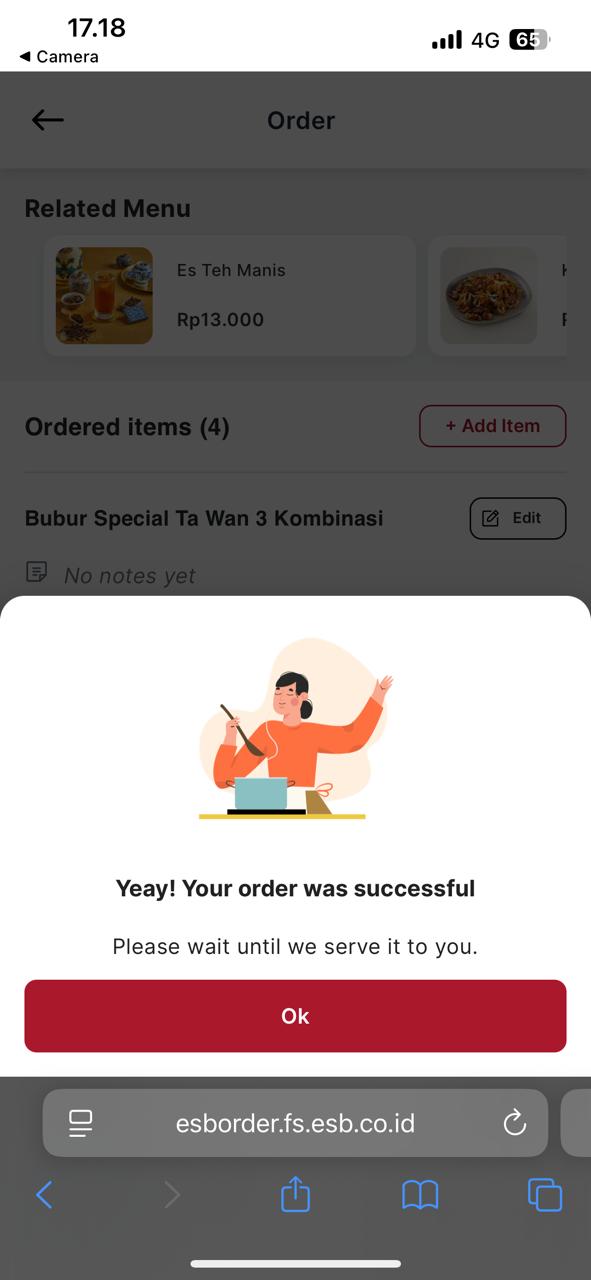 17.18
4G 65
◀ Camera
Order
Related Menu
Es Teh Manis
Rp13.000
Ordered items (4)
+ Add Item
Bubur Special Ta Wan 3 Kombinasi
Edit
No notes yet
Yeay! Your order was successful
Please wait until we serve it to you.
Ok
esborder.fs.esb.co.id